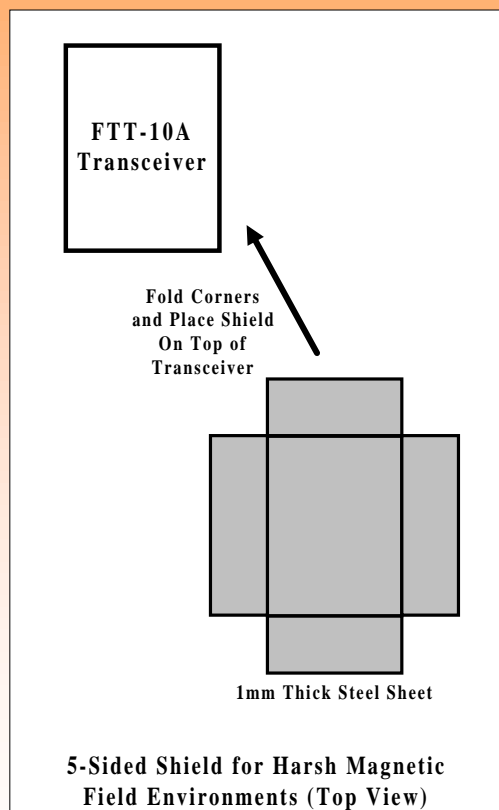 FTT-10A
Transceiver
Fold Corners
and Place Shield
On Top of
Transceiver
1mm Thick Steel Sheet
5-Sided Shield for Harsh Magnetic
Field Environments (Top View)